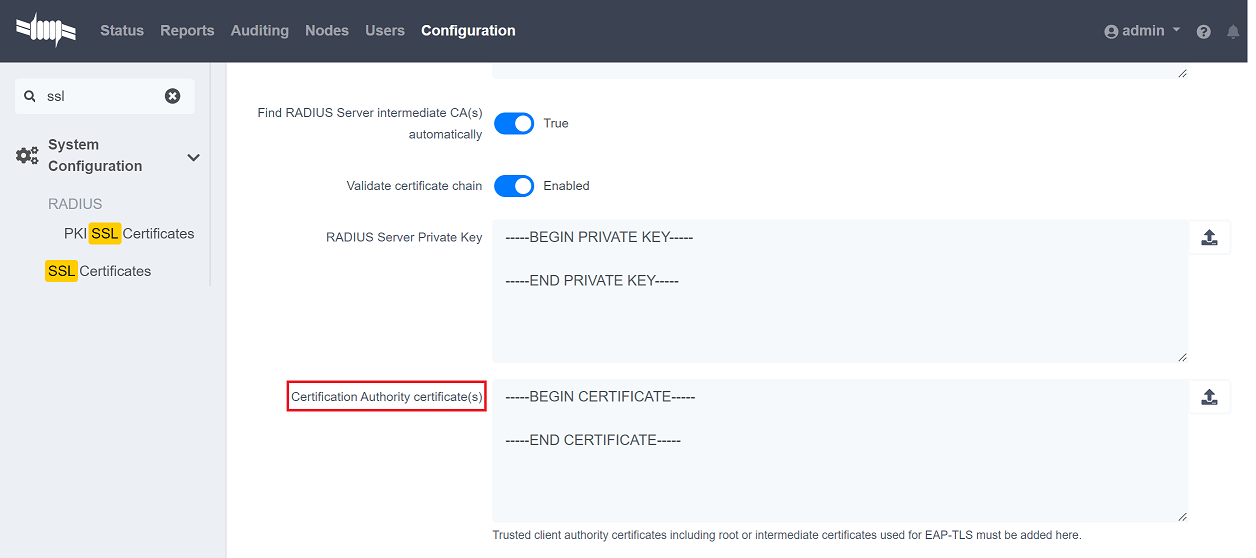 Status Reports Auditing Nodes Users Configuration admin
ssl
System
Configuration
RADIUS
PKI SSL Certificates
SSL Certificates
Find RADIUS Server intermediate CA(s)
automatically
True
Validate certificate chain Enabled
RADIUS Server Private Key
-----BEGIN PRIVATE KEY-----
-----END PRIVATE KEY-----
Certification Authority certificate(s)
-----BEGIN CERTIFICATE-----
-----END CERTIFICATE-----
Trusted client authority certificates including root or intermediate certificates used for EAP-TLS must be added here.